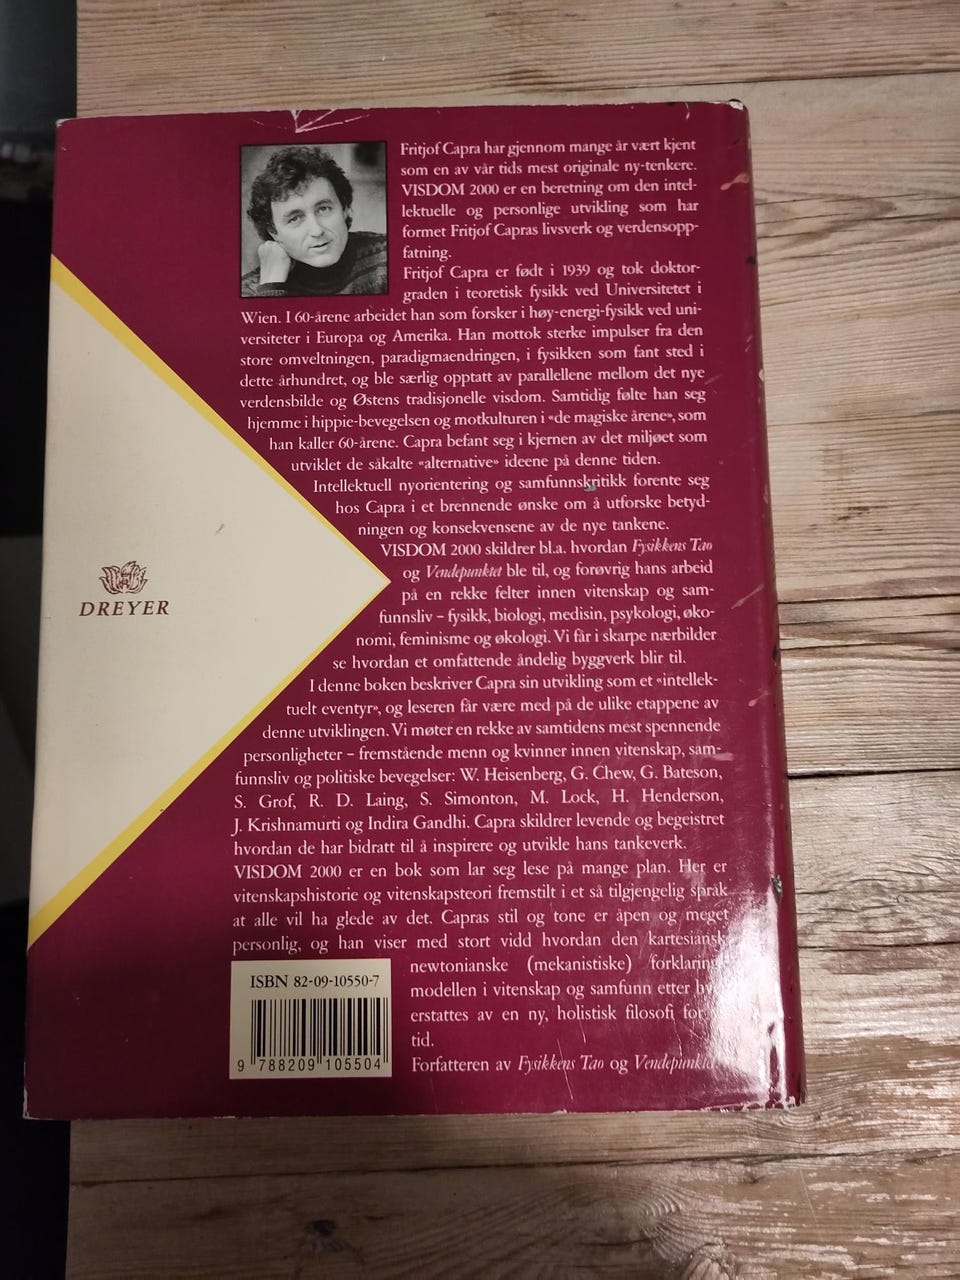 Fritjof Capra har gjennom mange år vært kjent
som en av vår tids mest originale ny-tenkere.
VISDOM 2000 er en beretning om den intel-
lektuelle og personlige utvikling som har
formet Fritjof Capras livsverk og verdensopp-
fatning.
Fritjof Capra er født i 1939 og tok doktor-
graden i teoretisk fysikk ved Universitetet i
Wien. I 60-årene arbeidet han som forsker i høy-energi-fysikk ved uni-
versiteter i Europa og Amerika. Han mottok sterke impulser fra den
store omveltningen, paradigmaendringen, i fysikken som fant sted i
dette århundret, og ble særlig opptatt av parallellene mellom det nye
verdensbilde og Østens tradisjonelle visdom. Samtidig følte han seg
hjemme i hippie-bevegelsen og motkulturen i «de magiske årene», som
han kaller 60-årene. Capra befant seg i kjernen av det miljøet som
utviklet de såkalte «alternative» ideene på denne tiden.
Intellektuell nyorientering og samfunnskritikk forente seg
hos Capra i et brennende ønske om å utforske betyd-
ningen og konsekvensene av de nye tankene.
VISDOM 2000 skildrer bl.a. hvordan Fysikkens Tao
og Vendepunktet ble til, og forøvrig hans arbeid
på en rekke felter innen vitenskap og sam-
funnsliv – fysikk, biologi, medisin, psykologi, øko-
nomi, feminisme og økologi. Vi får i skarpe nærbilder
se hvordan et omfattende åndelig byggverk blir til.
I denne boken beskriver Capra sin utvikling som et «intellek-
tuelt eventyr», og leseren får være med på de ulike etappene av
denne utviklingen. Vi møter en rekke av samtidens mest spennende
personligheter – fremstående menn og kvinner innen vitenskap, sam-
funnsliv og politiske bevegelser: W. Heisenberg, G. Chew, G. Bateson,
S. Grof, R. D. Laing, S. Simonton, M. Lock, H. Henderson,
J. Krishnamurti og Indira Gandhi. Capra skildrer levende og begeistret
hvordan de har bidratt til å inspirere og utvikle hans tankeverk.
VISDOM 2000 er en bok som lar seg lese på mange plan. Her er
vitenskapshistorie og vitenskapsteori fremstilt i et så tilgjengelig språk
at alle vil ha glede av det. Capras stil og tone er åpen og meget
personlig, og han viser med stort vidd hvordan den kartesiansk-
newtonianske (mekanistiske) forklarings-
modellen i vitenskap og samfunn etter
erstattes av en ny, holistisk filosofi for
tid.
Forfatteren av Fysikkens Tao og Vendepunktet
DREYER
ISBN 82-09-10550-7
9 788209 105504